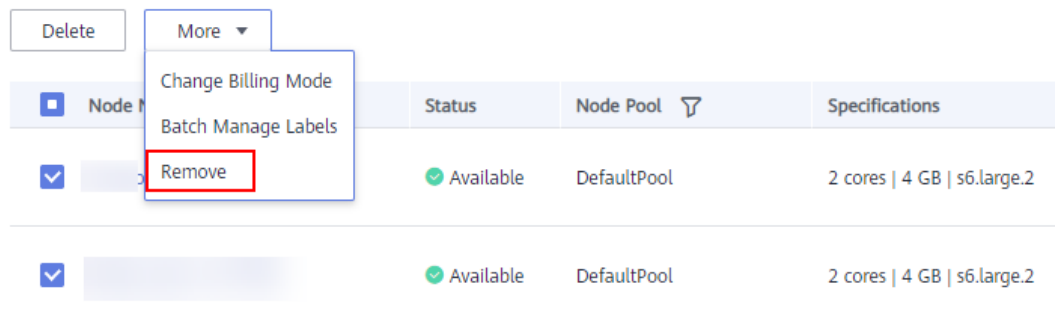 Delete More
Change Billing Mode
Node Status Node Pool Specifications
Batch Manage Labels
Remove
Available DefaultPool 2 cores | 4 GB | s6.large.2
Available DefaultPool 2 cores | 4 GB | s6.large.2